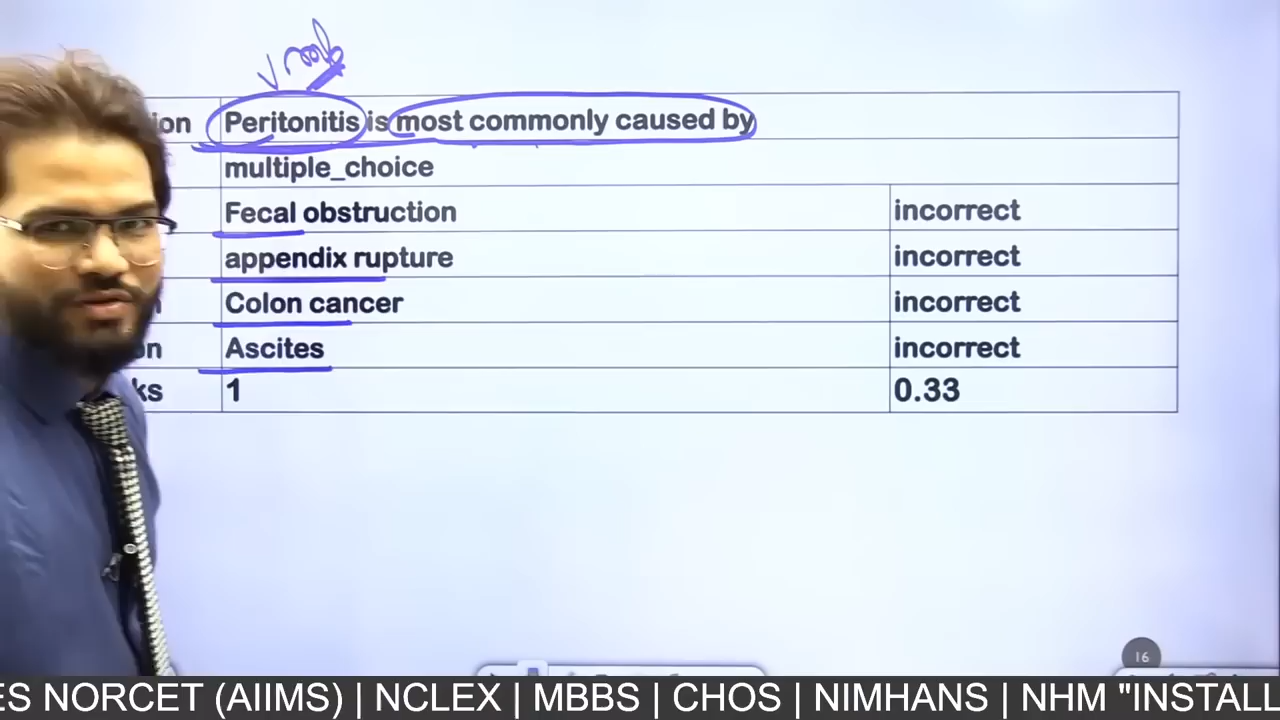 ion Peritonitis is most commonly caused by
multiple_choice
Fecal obstruction incorrect
appendix rupture incorrect
Colon cancer incorrect
on Ascites incorrect
ks 1 0.33
16
ES NORCET (AIIMS) | NCLEX | MBBS | CHOS | NIMHANS | NHM "INSTALL